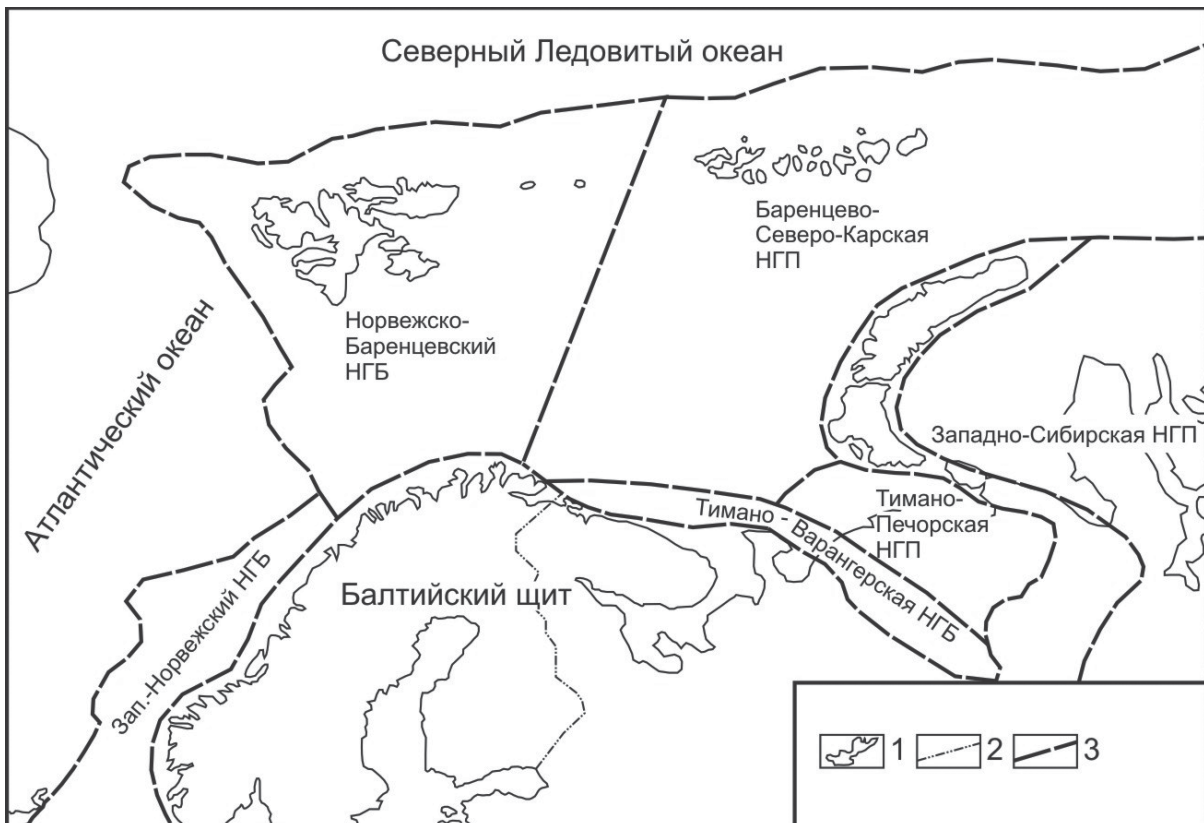 Северный Ледовитый океан
Баренцево-
Северо-Карская
НГП
Норвежско-
Баренцевский
НГБ
Атлантический океан
Западно-Сибирская НГП
Тимано-
Печорская
НГП
Тимано - Варангерская НГБ
Балтийский щит
Зап.-Норвежский НГБ
1
2
3